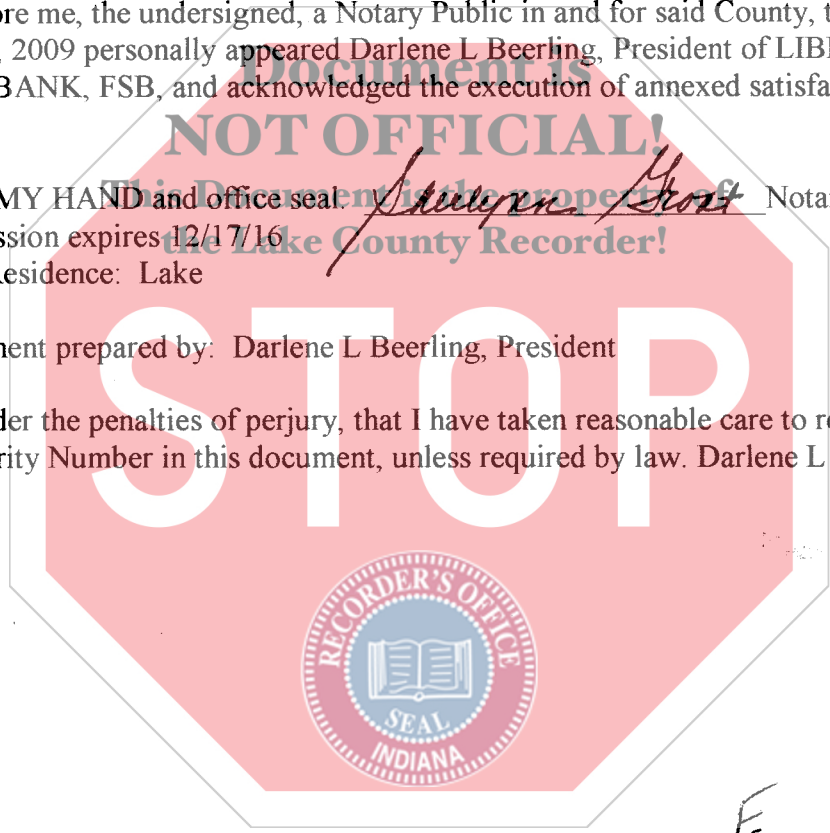 ore me, the undersigned, a Notary Public in and for said County, t
, 2009 personally appeared Darlene L Beerling, President of LIB
BANK, FSB, and acknowledged the execution of annexed satisfa
Document is
NOT OFFICIAL!
This Document is the property of
the Lake County Recorder!
MY HAND and office seal. Notar
ssion expires 12/17/16
Residence: Lake
STOP
ent prepared by: Darlene L Beerling, President
der the penalties of perjury, that I have taken reasonable care to re
rity Number in this document, unless required by law. Darlene L
RECORDER'S OFFICE
SEAL
INDIANA
E